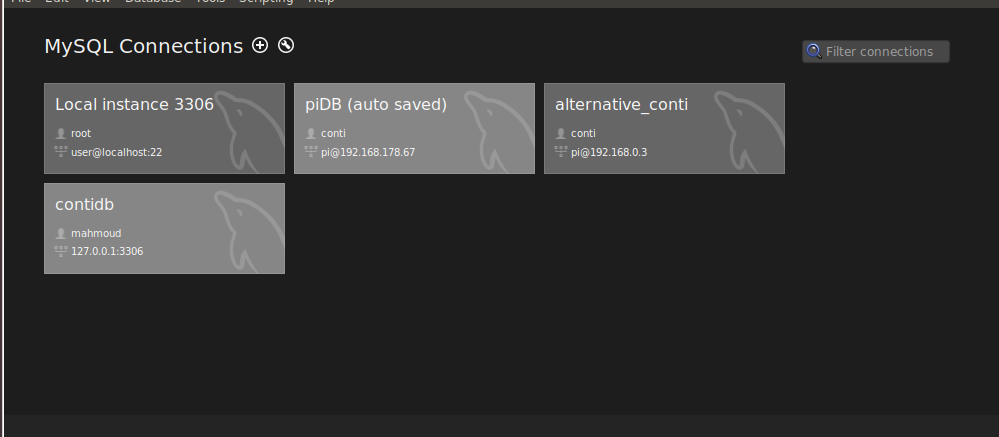 File Edit View Database Tools Scripting Help
MySQL Connections
Filter connections
Local instance 3306
root
user@localhost:22
piDB (auto saved)
conti
pi@192.168.178.67
alternative_conti
conti
pi@192.168.0.3
contidb
mahmoud
127.0.0.1:3306